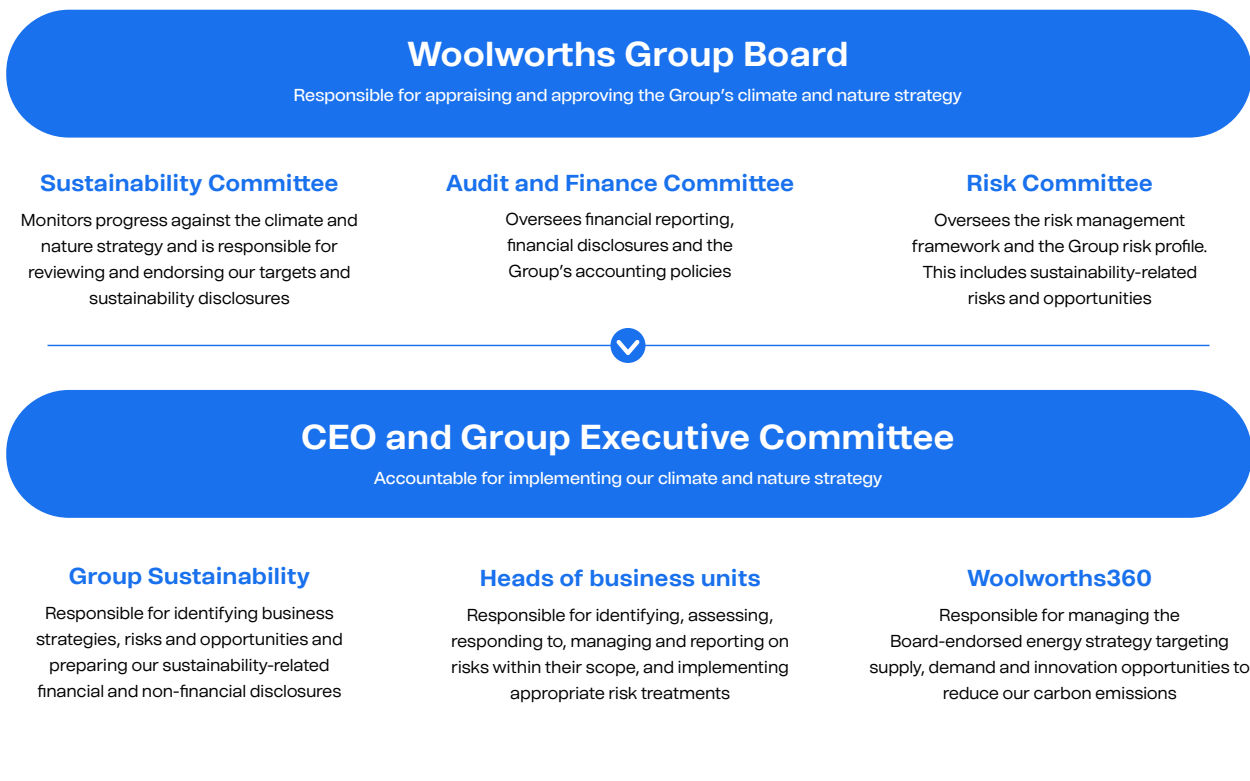 Woolworths Group Board
Responsible for appraising and approving the Group's climate and nature strategy
Sustainability Committee
Monitors progress against the climate and
nature strategy and is responsible for
reviewing and endorsing our targets and
sustainability disclosures
Audit and Finance Committee
Oversees financial reporting,
financial disclosures and the
Group's accounting policies
Risk Committee
Oversees the risk management
framework and the Group risk profile.
This includes sustainability-related
risks and opportunities
CEO and Group Executive Committee
Accountable for implementing our climate and nature strategy
Group Sustainability
Responsible for identifying business
strategies, risks and opportunities and
preparing our sustainability-related
financial and non-financial disclosures
Heads of business units
Responsible for identifying, assessing,
responding to, managing and reporting on
risks within their scope, and implementing
appropriate risk treatments
Woolworths360
Responsible for managing the
Board-endorsed energy strategy targeting
supply, demand and innovation opportunities to
reduce our carbon emissions